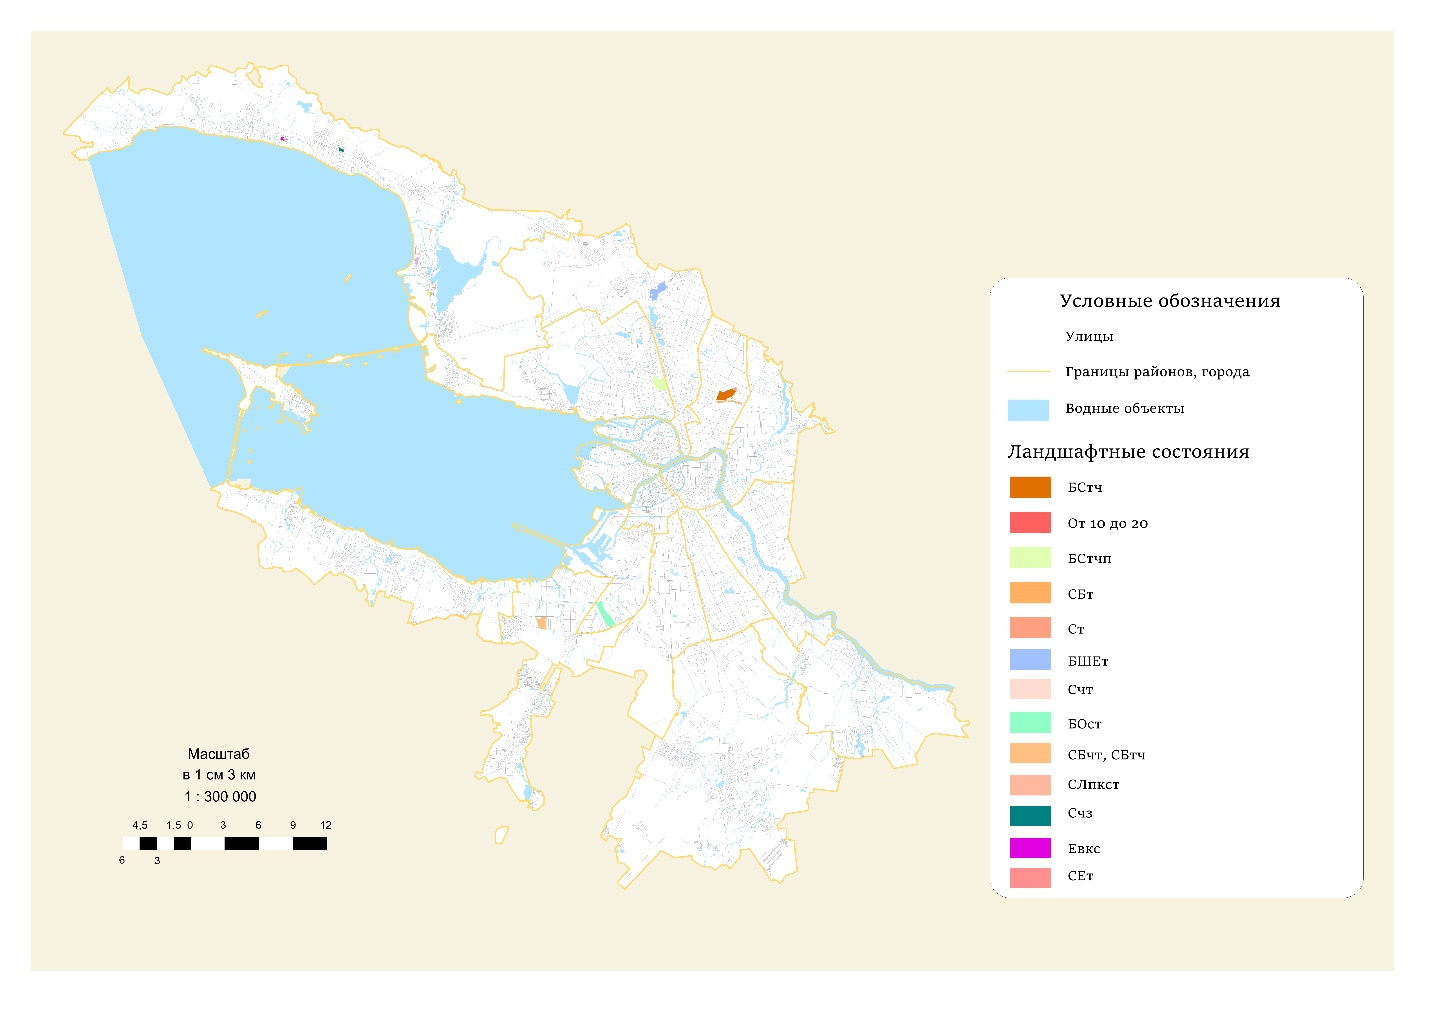 Условные обозначения
Улицы
Границы районов, города
Водные объекты
Ландшафтные состояния
БСтч
От 10 до 20
БСтчп
СБт
Ст
БШЕт
Счт
БОст
СБчт, СБтч
СЛпкст
Счз
Евкс
СЕт
Масштаб
в 1 см 3 км
1 : 300 000
4,5 1,5 0 3 6 9 12
6 3